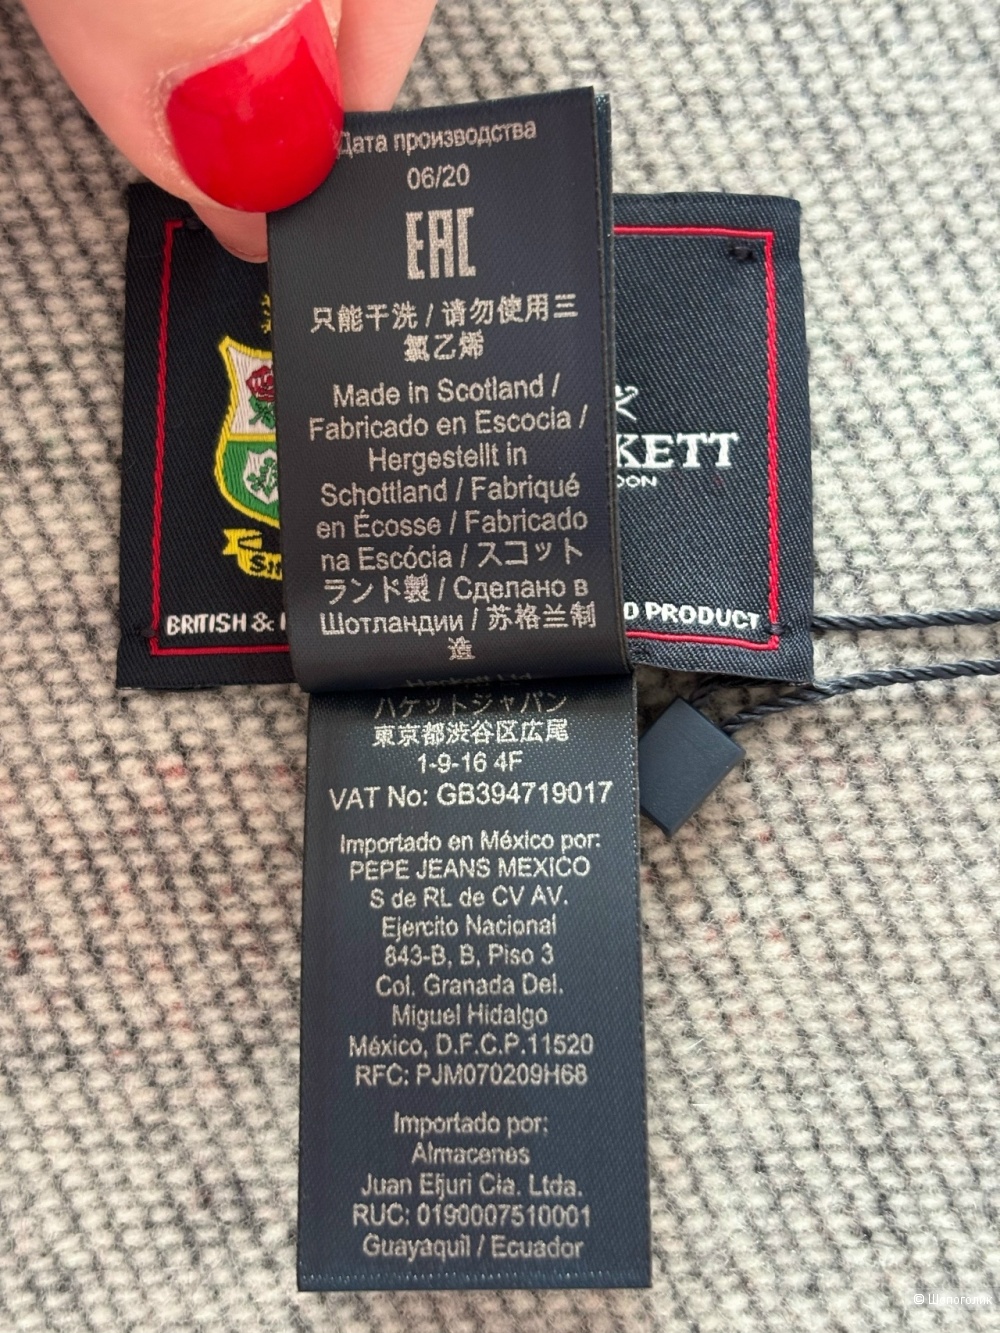 Дата производства
06/20
EAC
只能干洗 / 请勿使用三
氯乙烯
Made in Scotland /
Fabricado en Escocia /
Hergestellt in
Schottland / Fabriqué
en Écosse / Fabricado
na Escócia / スコット
ランド製 / Сделано в
Шотландии / 苏格兰制
造
KETT
DON
BRITISH &
D PRODUCT
Hackett Ltd
ハケットジャパン
東京都渋谷区広尾
1-9-16 4F
VAT No: GB394719017
Importado en México por:
PEPE JEANS MEXICO
S de RL de CV AV.
Ejercito Nacional
843-B, B, Piso 3
Col. Granada Del.
Miguel Hidalgo
México, D.F.C.P.11520
RFC: PJM070209H68
Importado por:
Almacenes
Juan Eljuri Cia. Ltda.
RUC: 0190007510001
Guayaquil / Ecuador
© Шопоголик